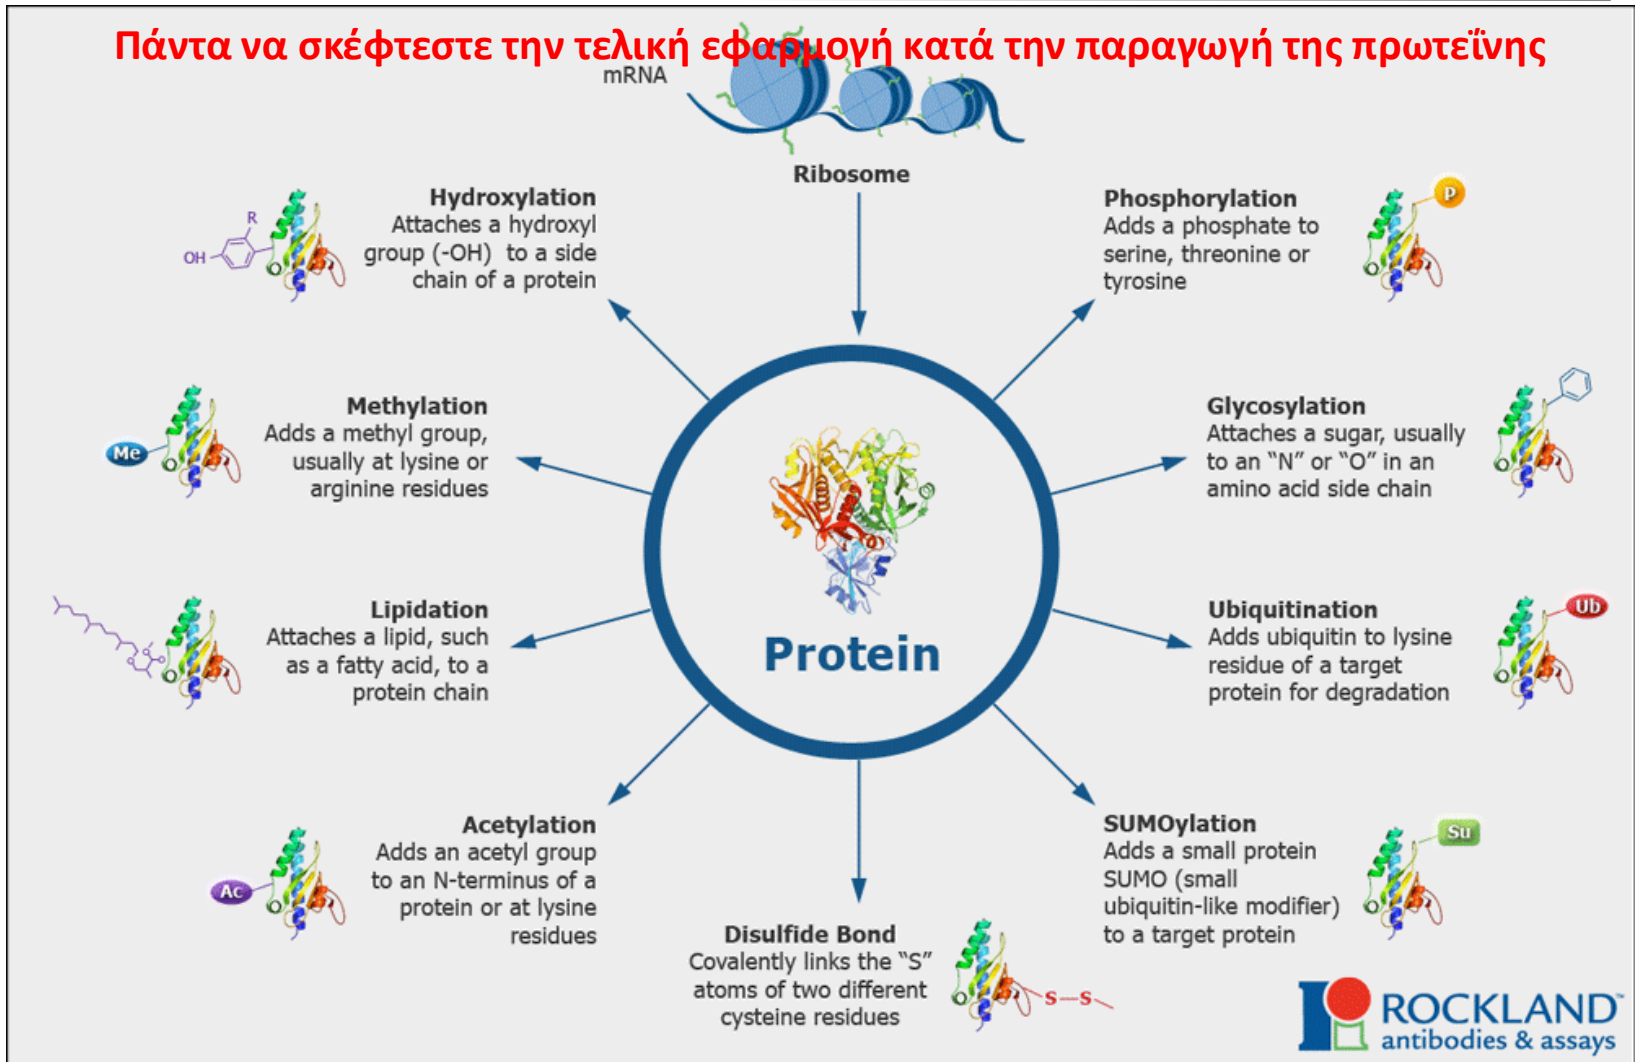 Πάντα να σκέφτεστε την τελική εφαρμογή κατά την παραγωγή της πρωτεΐνης
mRNA
Ribosome
Hydroxylation
Attaches a hydroxyl
group (-OH) to a side
chain of a protein
R
OH
Phosphorylation
Adds a phosphate to
serine, threonine or
tyrosine
P
Methylation
Adds a methyl group,
usually at lysine or
arginine residues
Me
Glycosylation
Attaches a sugar, usually
to an “N” or “O” in an
amino acid side chain
Lipidation
Attaches a lipid, such
as a fatty acid, to a
protein chain
Protein
Ubiquitination
Adds ubiquitin to lysine
residue of a target
protein for degradation
Ub
Acetylation
Adds an acetyl group
to an N-terminus of a
protein or at lysine
residues
Ac
Disulfide Bond
Covalently links the “S”
atoms of two different
cysteine residues
S—S
SUMOylation
Adds a small protein
SUMO (small
ubiquitin-like modifier)
to a target protein
Su
ROCKLAND™
antibodies & assays